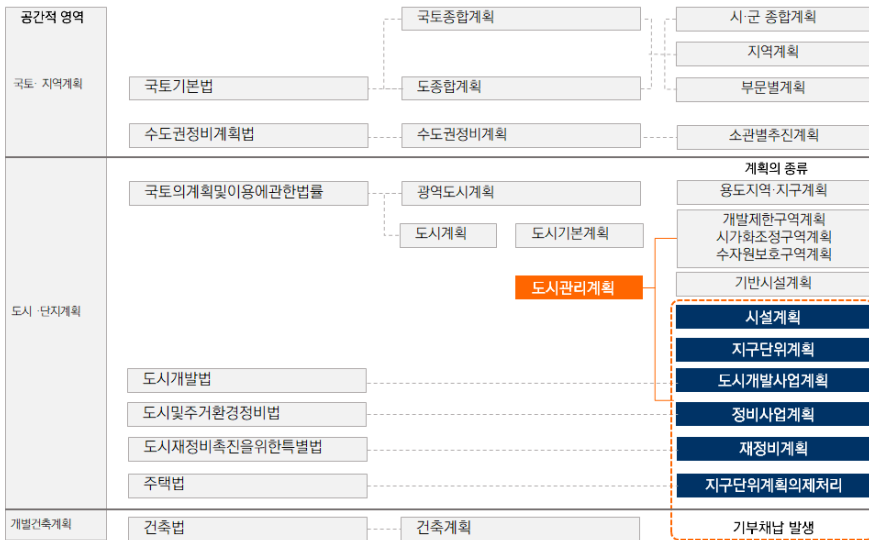 공간적 영역
국토종합계획
시·군 종합계획
지역계획
국토· 지역계획
국토기본법
도종합계획
부문별계획
수도권정비계획법
수도권정비계획
소관별추진계획
계획의 종류
국토의계획및이용에관한법률
광역도시계획
용도지역·지구계획
도시계획
도시기본계획
개발제한구역계획
시가화조정구역계획
수자원보호구역계획
도시관리계획
기반시설계획
도시 ·단지계획
시설계획
지구단위계획
도시개발법
도시개발사업계획
도시및주거환경정비법
정비사업계획
도시재정비촉진을위한특별법
재정비계획
주택법
지구단위계획의제처리
개별건축계획
건축법
건축계획
기부채납 발생